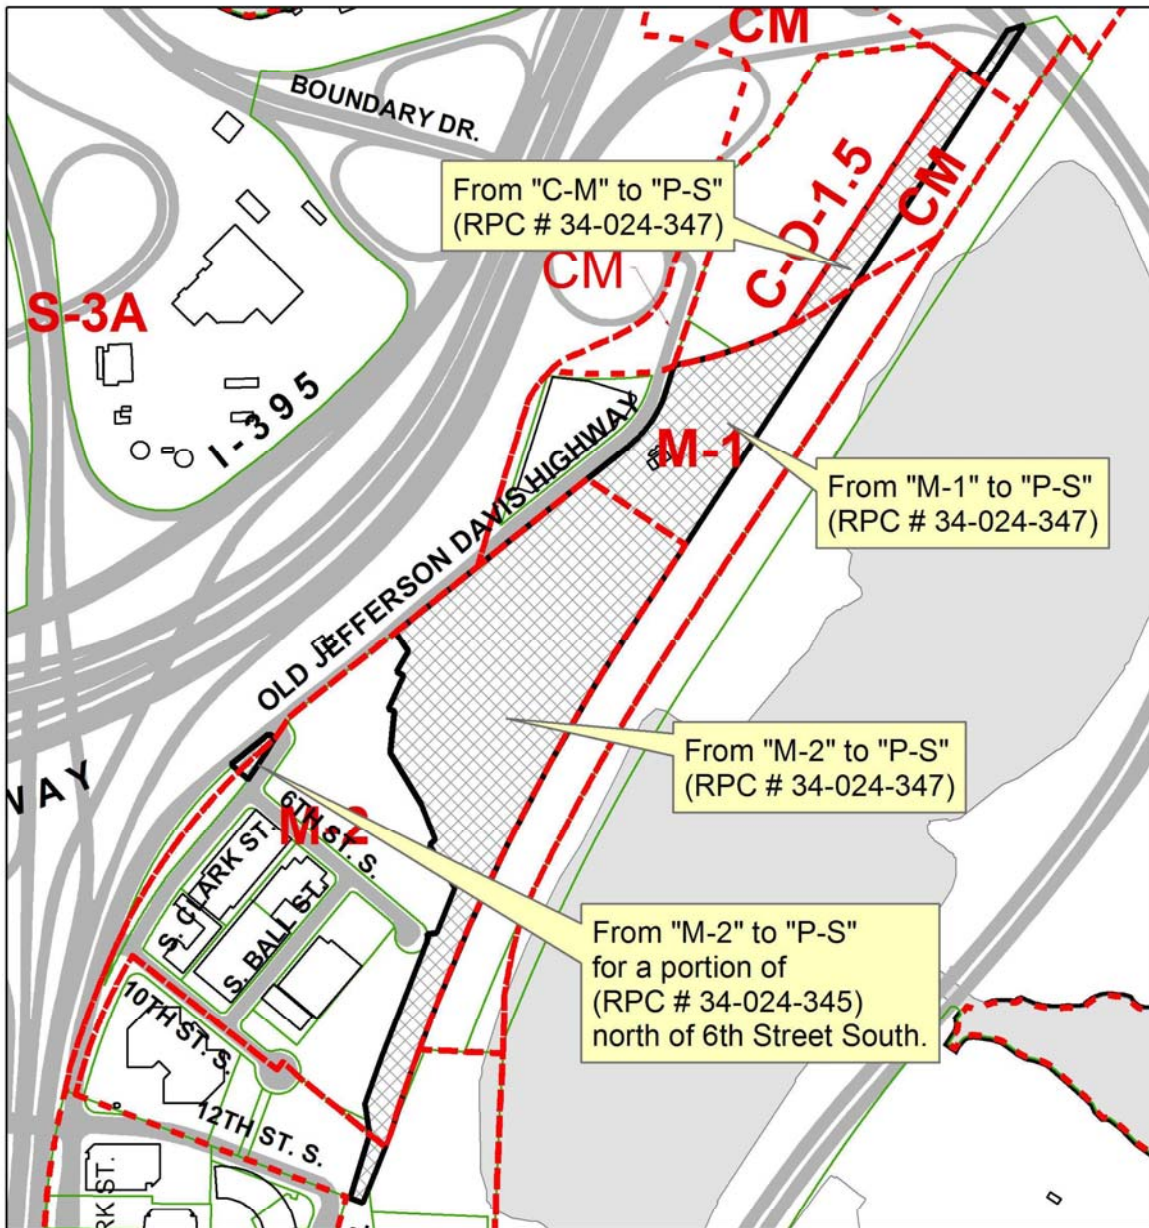 CM
BOUNDARY DR.
From "C-M" to "P-S"
(RPC # 34-024-347)
C-O-1.5
CM
CM
S-3A
I-395
OLD JEFFERSON DAVIS HIGHWAY
M-1
From "M-1" to "P-S"
(RPC # 34-024-347)
From "M-2" to "P-S"
(RPC # 34-024-347)
WAY
M-2
6TH ST. S.
S. CLARK ST.
S. BALL ST.
From "M-2" to "P-S"
for a portion of
(RPC # 34-024-345)
north of 6th Street South.
10TH ST. S.
12TH ST. S.
RK ST.